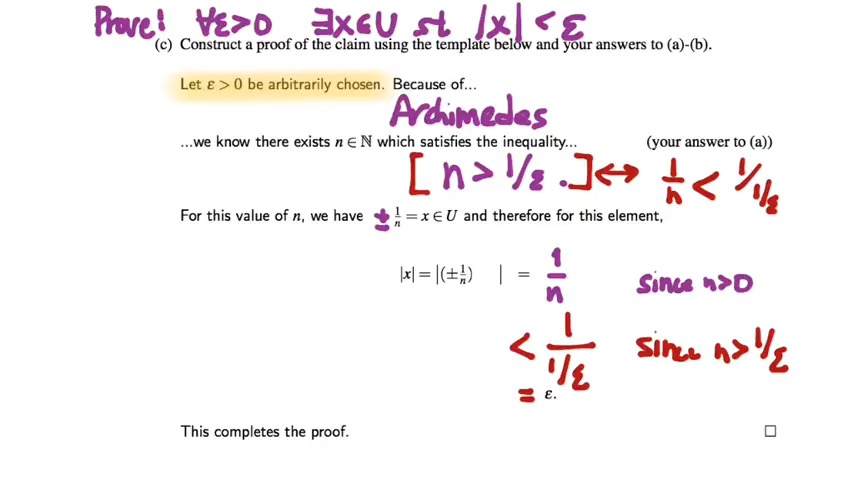 Prove! ∀ε>0 ∃x∈U st |x|<ε
(c) Construct a proof of the claim using the template below and your answers to (a)-(b).
Let ε > 0 be arbitrarily chosen. Because of...
Archimedes
...we know there exists n ∈ ℕ which satisfies the inequality... (your answer to (a))
[ n > 1/ε .] ↔ 1/n < 1/1/ε
For this value of n, we have ± 1/n = x ∈ U and therefore for this element,
|x| = |(±1/n) | = 1/n since n>0
< 1/(1/ε) since n > 1/ε
= ε.
This completes the proof. □